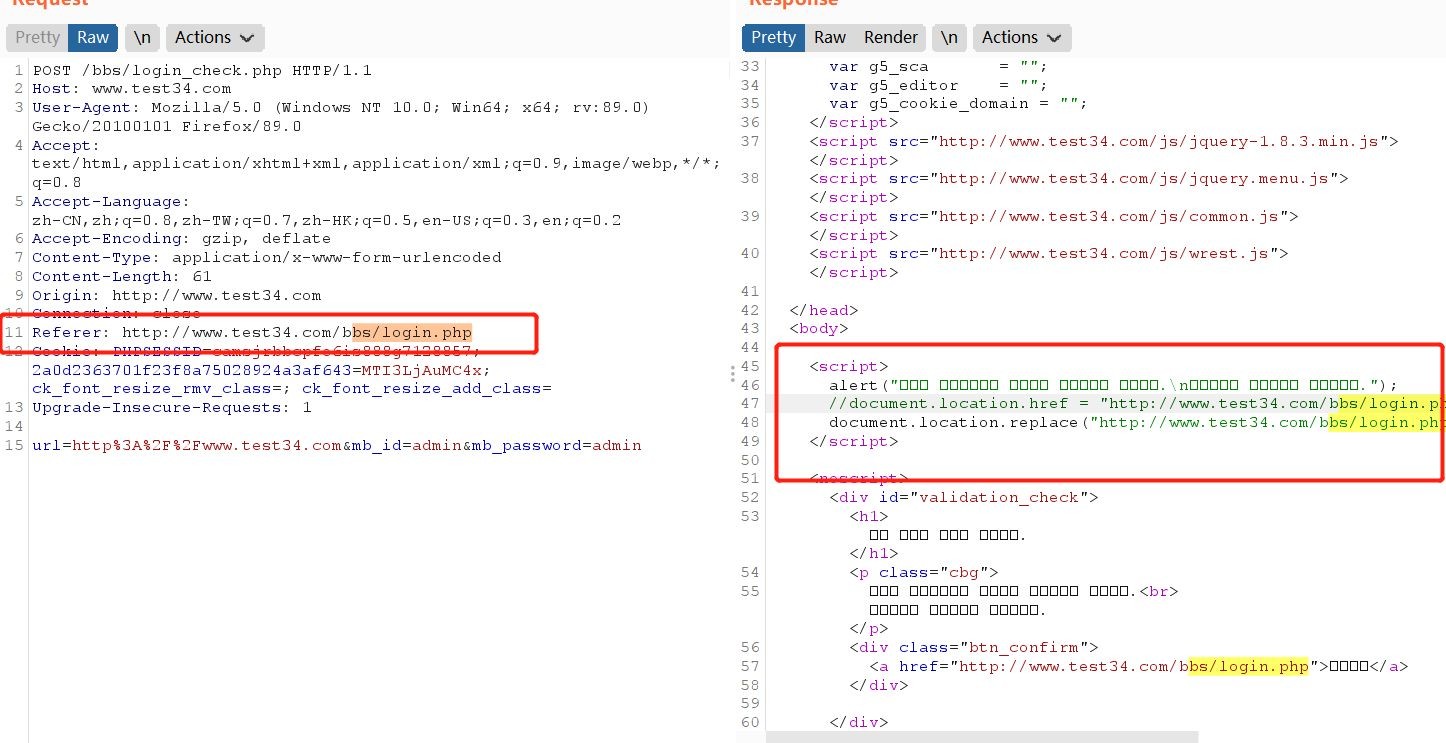 Request
Pretty Raw \n Actions
1 POST /bbs/login_check.php HTTP/1.1
2 Host: www.test34.com
3 User-Agent: Mozilla/5.0 (Windows NT 10.0; Win64; x64; rv:89.0)
Gecko/20100101 Firefox/89.0
4 Accept:
text/html,application/xhtml+xml,application/xml;q=0.9,image/webp,*/*;
q=0.8
5 Accept-Language:
zh-CN,zh;q=0.8,zh-TW;q=0.7,zh-HK;q=0.5,en-US;q=0.3,en;q=0.2
6 Accept-Encoding: gzip, deflate
7 Content-Type: application/x-www-form-urlencoded
8 Content-Length: 61
9 Origin: http://www.test34.com
10 Connection: close
11 Referer: http://www.test34.com/bbs/login.php
12 Cookie:
2a0d2363701f23f8a75028924a3af643=MTI3LjAuMC4x;
ck_font_resize_rmv_class=; ck_font_resize_add_class=
13 Upgrade-Insecure-Requests: 1
14
15 url=http%3A%2F%2Fwww.test34.com&mb_id=admin&mb_password=admin
Response
Pretty Raw Render \n Actions
33 var g5_sca = "";
34 var g5_editor = "";
35 var g5_cookie_domain = "";
36 </script>
37 <script src="http://www.test34.com/js/jquery-1.8.3.min.js">
</script>
38 <script src="http://www.test34.com/js/jquery.menu.js">
</script>
39 <script src="http://www.test34.com/js/common.js">
</script>
40 <script src="http://www.test34.com/js/wrest.js">
</script>
41
42 </head>
43 <body>
44
45 <script>
46 alert(" .\n .");
47 //document.location.href = "http://www.test34.com/bbs/login.ph
48 document.location.replace("http://www.test34.com/bbs/login.php
49 </script>
50
51 <noscript>
52 <div id="validation_check">
53 <h1>
.
</h1>
54 <p class="cbg">
55 .<br>
.
</p>
56 <div class="btn_confirm">
57 <a href="http://www.test34.com/bbs/login.php"></a>
58 </div>
59
60 </div>